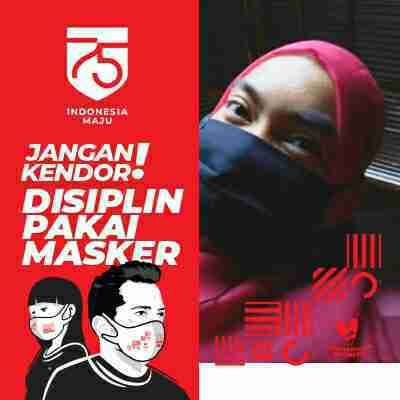 75
INDONESIA
MAJU
JANGAN
KENDOR!
DISIPLIN
PAKAI
MASKER